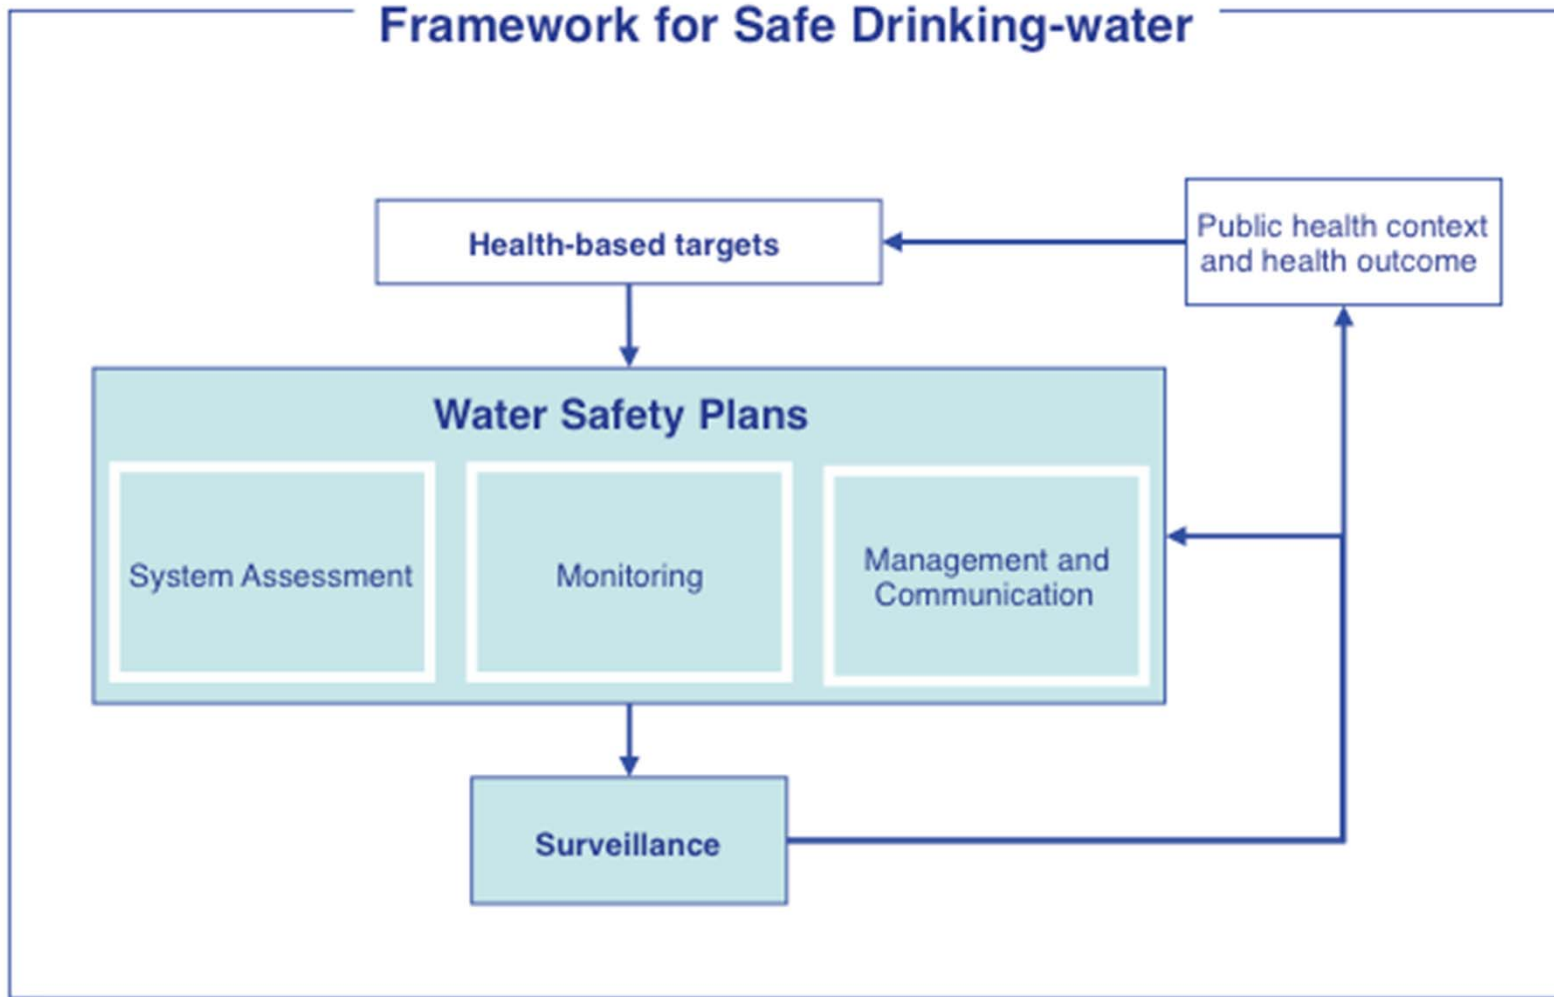 Framework for Safe Drinking-water
Health-based targets
Public health context
and health outcome
Water Safety Plans
System Assessment
Monitoring
Management and
Communication
Surveillance